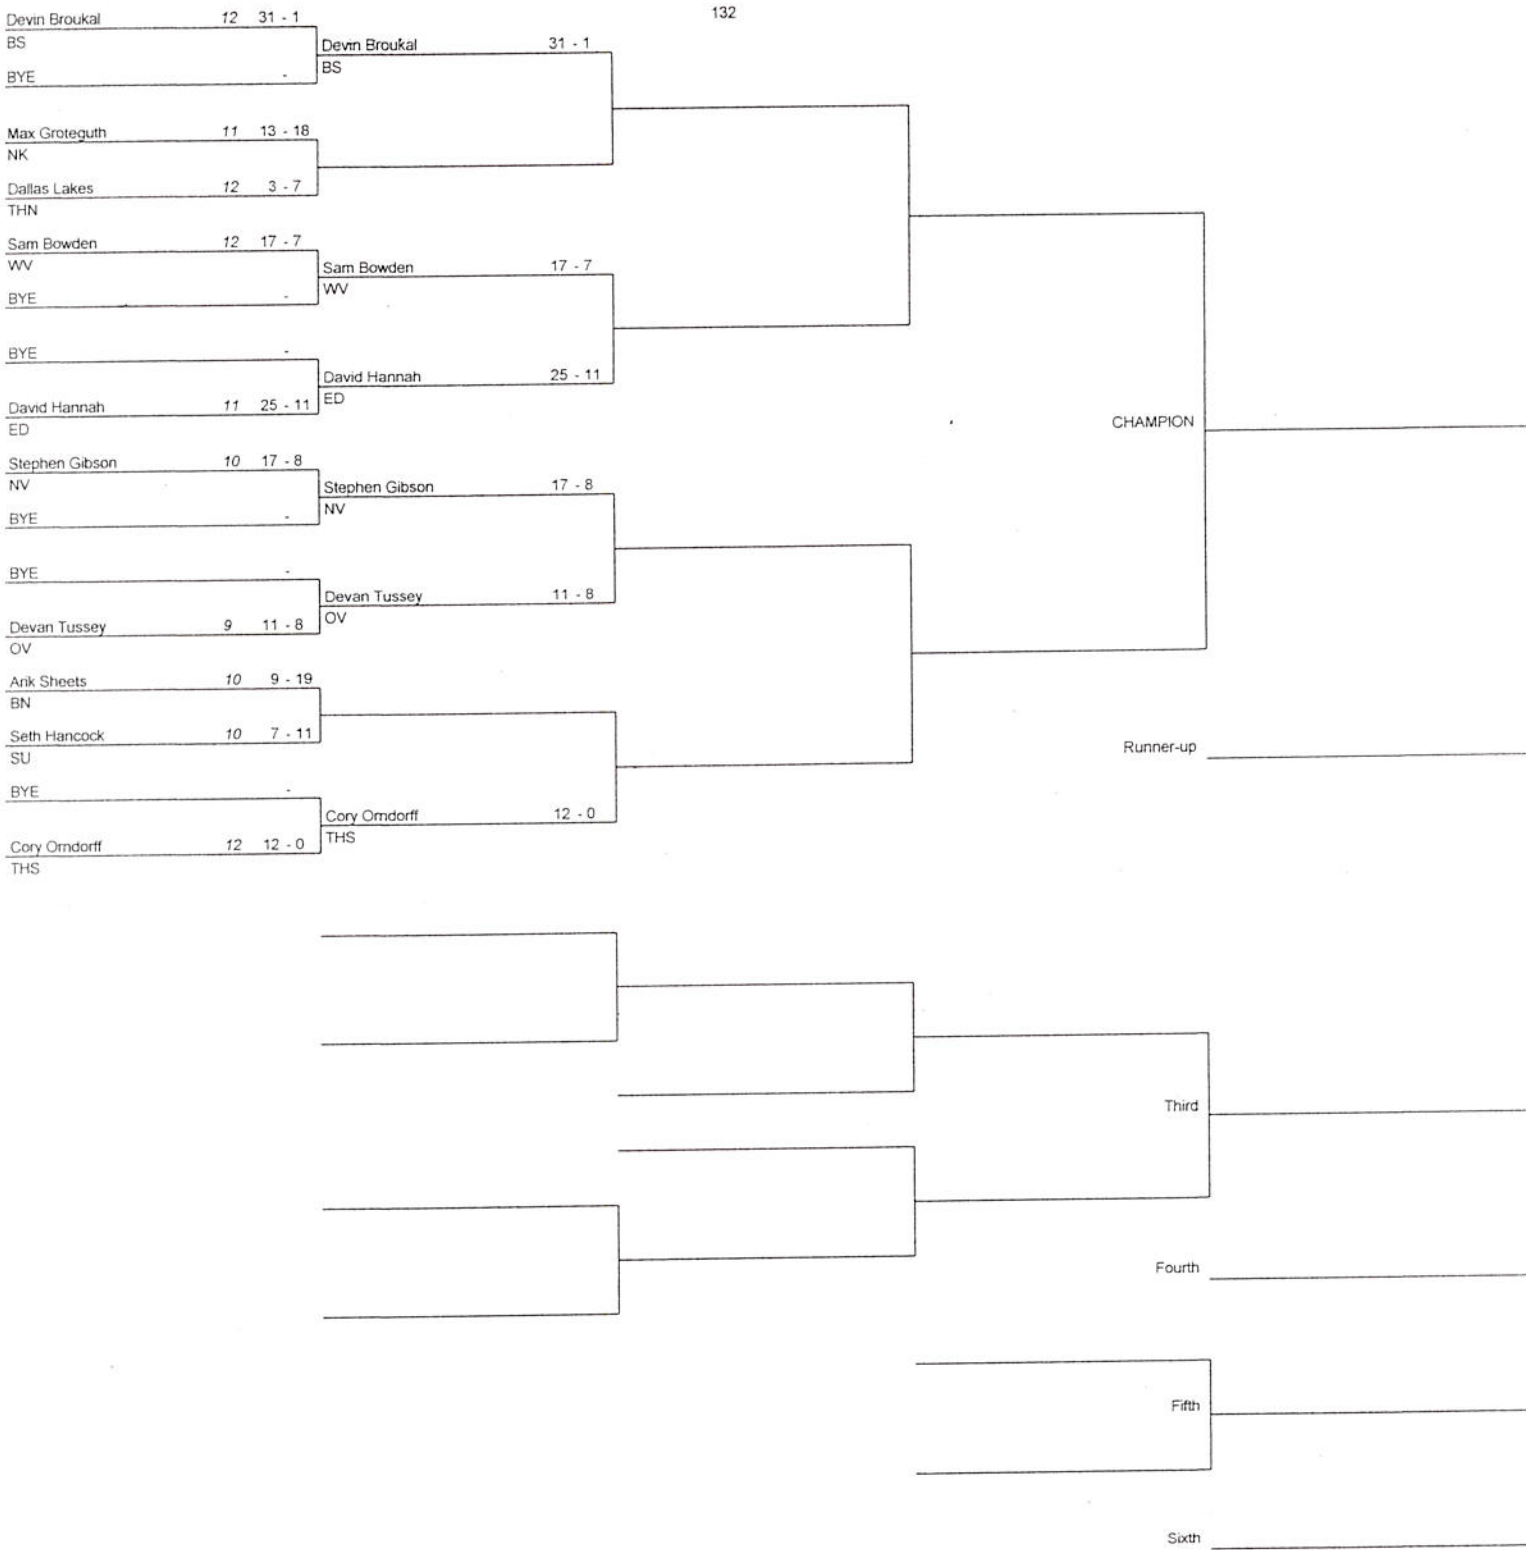 132
Devin Broukal 12 31 - 1
BS
BYE -
Devin Broukal 31 - 1
BS
Max Groteguth 11 13 - 18
NK
Dallas Lakes 12 3 - 7
THN
Sam Bowden 12 17 - 7
WV
BYE -
Sam Bowden 17 - 7
WV
BYE -
David Hannah 11 25 - 11
ED
David Hannah 25 - 11
ED
Stephen Gibson 10 17 - 8
NV
BYE -
Stephen Gibson 17 - 8
NV
BYE -
Devan Tussey 9 11 - 8
OV
Devan Tussey 11 - 8
OV
Arik Sheets 10 9 - 19
BN
Seth Hancock 10 7 - 11
SU
BYE -
Cory Orndorff 12 12 - 0
THS
Cory Orndorff 12 - 0
THS
CHAMPION
Runner-up
Third
Fourth
Fifth
Sixth